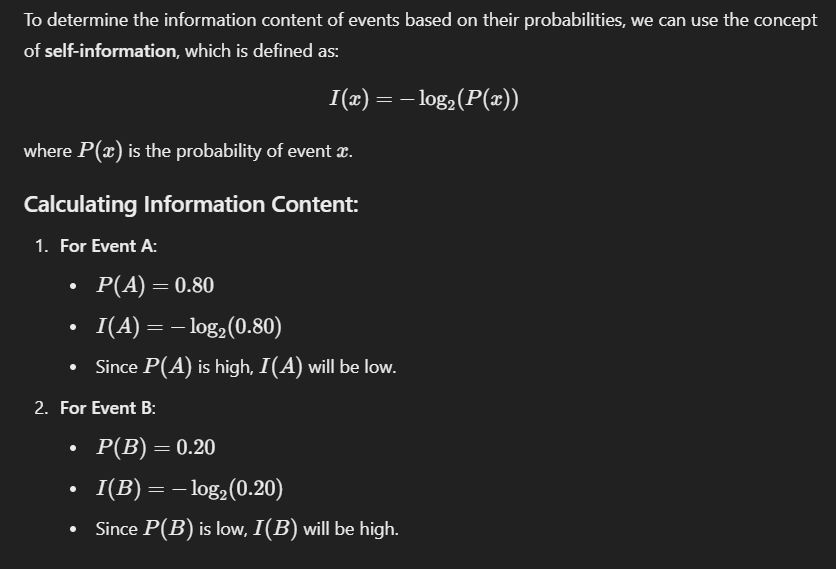 To determine the information content of events based on their probabilities, we can use the concept
of self-information, which is defined as:
I(x) = − log₂(P(x))
where P(x) is the probability of event x.
Calculating Information Content:
1. For Event A:
• P(A) = 0.80
• I(A) = − log₂(0.80)
• Since P(A) is high, I(A) will be low.
2. For Event B:
• P(B) = 0.20
• I(B) = − log₂(0.20)
• Since P(B) is low, I(B) will be high.